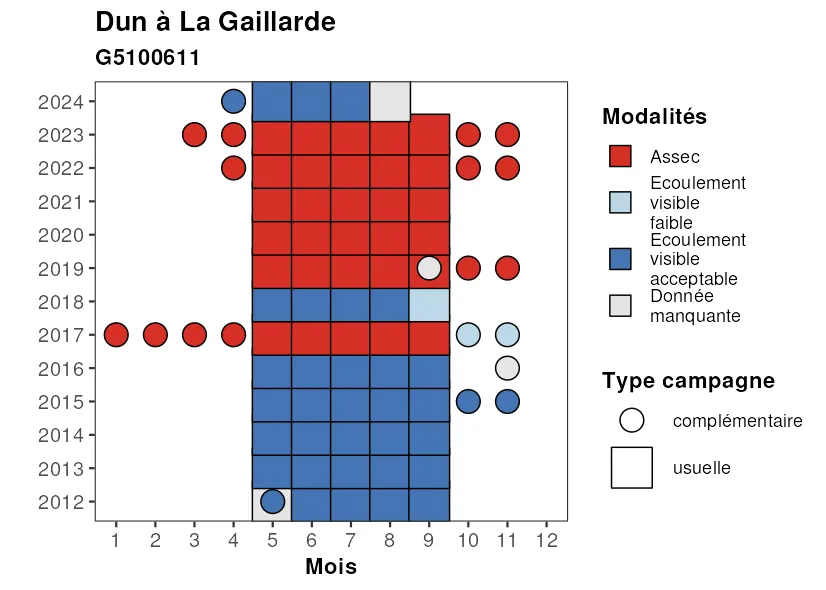 Dun à La Gaillarde
G5100611
2024
2023
2022
2021
2020
2019
2018
2017
2016
2015
2014
2013
2012
1 2 3 4 5 6 7 8 9 10 11 12
Mois
Modalités
Assec
Ecoulement
visible
faible
Ecoulement
visible
acceptable
Donnée
manquante
Type campagne
complémentaire
usuelle